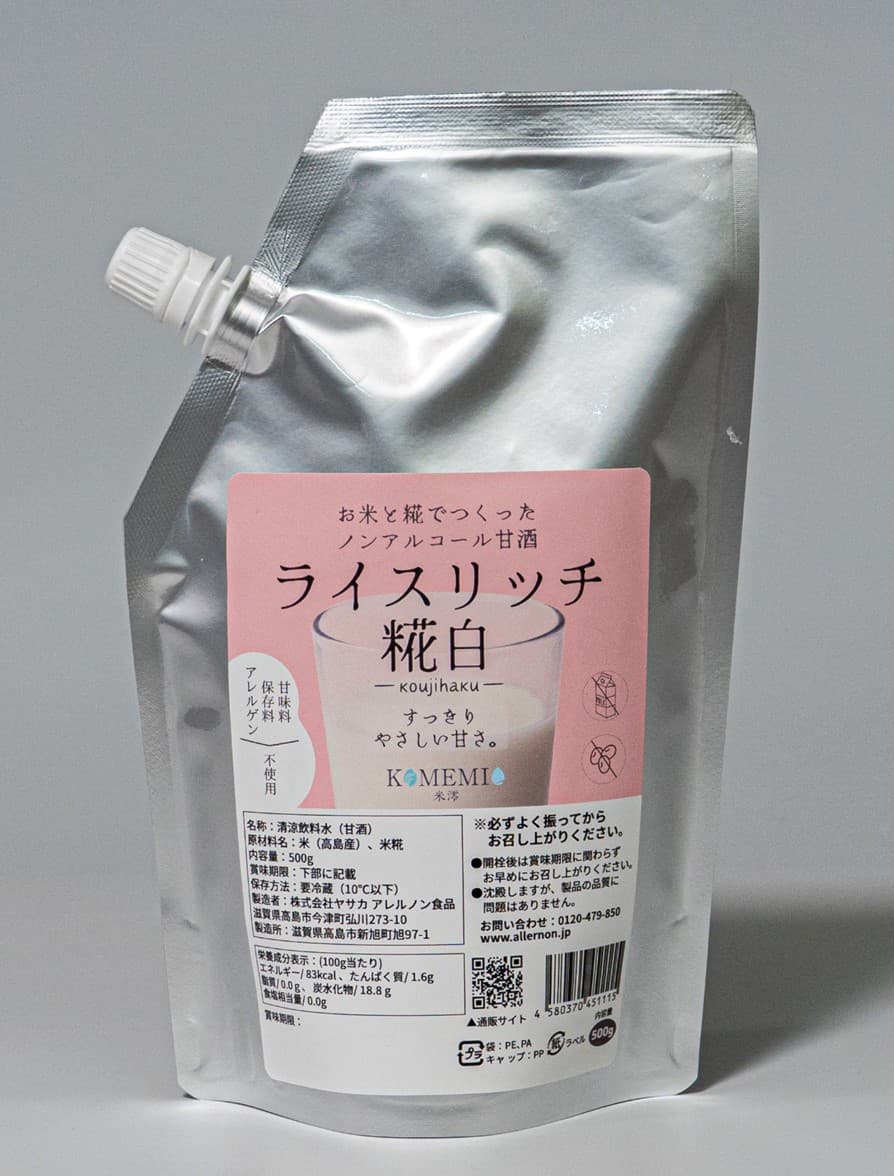 お米と糀でつくった
ノンアルコール甘酒
ライスリッチ
糀白
koujihaku
すっきり
やさしい甘さ。
甘味料
保存料
アレルゲン
不使用
KOMEMIO
米澪
名称：清涼飲料水（甘酒）
原材料名：米（高島産）、米糀
内容量：500g
賞味期限：下部に記載
保存方法：要冷蔵（10℃以下）
製造者：株式会社ヤサカ アレルノン食品
滋賀県高島市今津町弘川273-10
製造所：滋賀県高島市新旭町旭97-1
栄養成分表示：(100g当たり)
エネルギー/ 83kcal 、たんぱく質/ 1.6g
脂質/ 0.0 g 、炭水化物/ 18.8 g
食塩相当量/ 0.0g
賞味期限：
※必ずよく振ってから
お召し上がりください。
●開栓後は賞味期限に関わらず
お早めにお召し上がりください。
●沈殿しますが、製品の品質に
問題はありません。
お問い合わせ：0120-479-850
www.allernon.jp
▲通販サイト
4 580370 451115
内容量
500g
プラ
袋：PE､PA
キャップ：PP
紙
ラベル